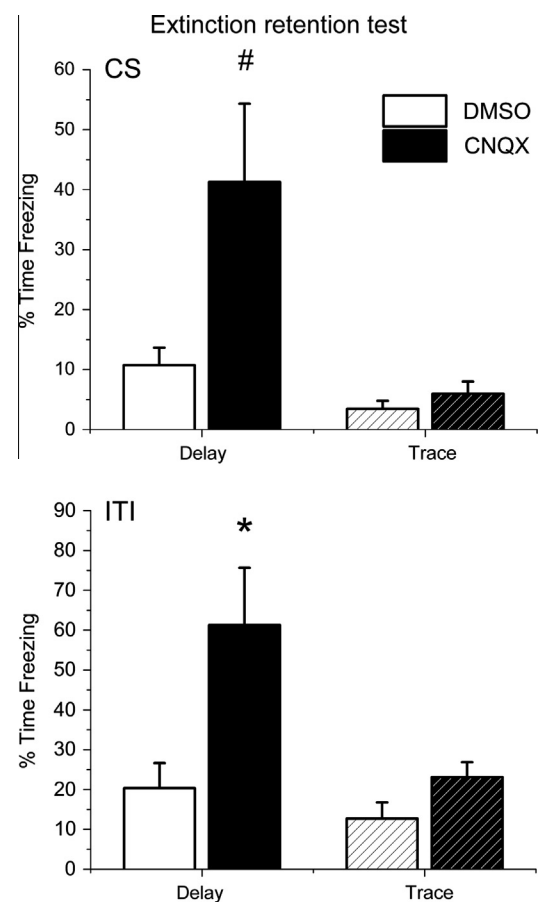 Extinction retention test
CS
#
DMSO
CNQX
% Time Freezing
60
50
40
30
20
10
0
Delay Trace
ITI
*
% Time Freezing
90
80
70
60
50
40
30
20
10
0
Delay Trace